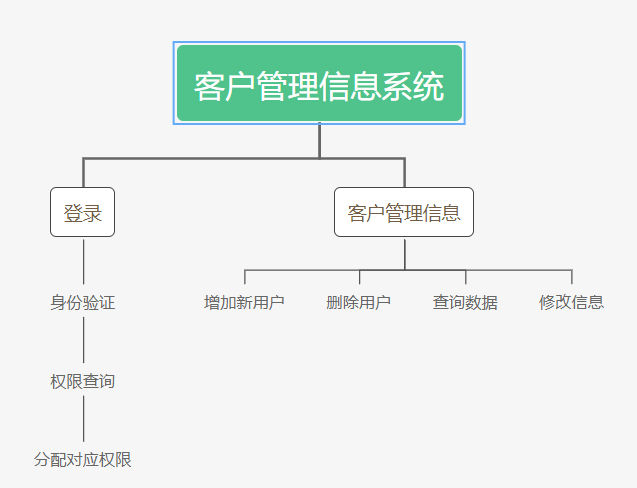 客户管理信息系统
登录
客户管理信息
身份验证
增加新用户
删除用户
查询数据
修改信息
权限查询
分配对应权限